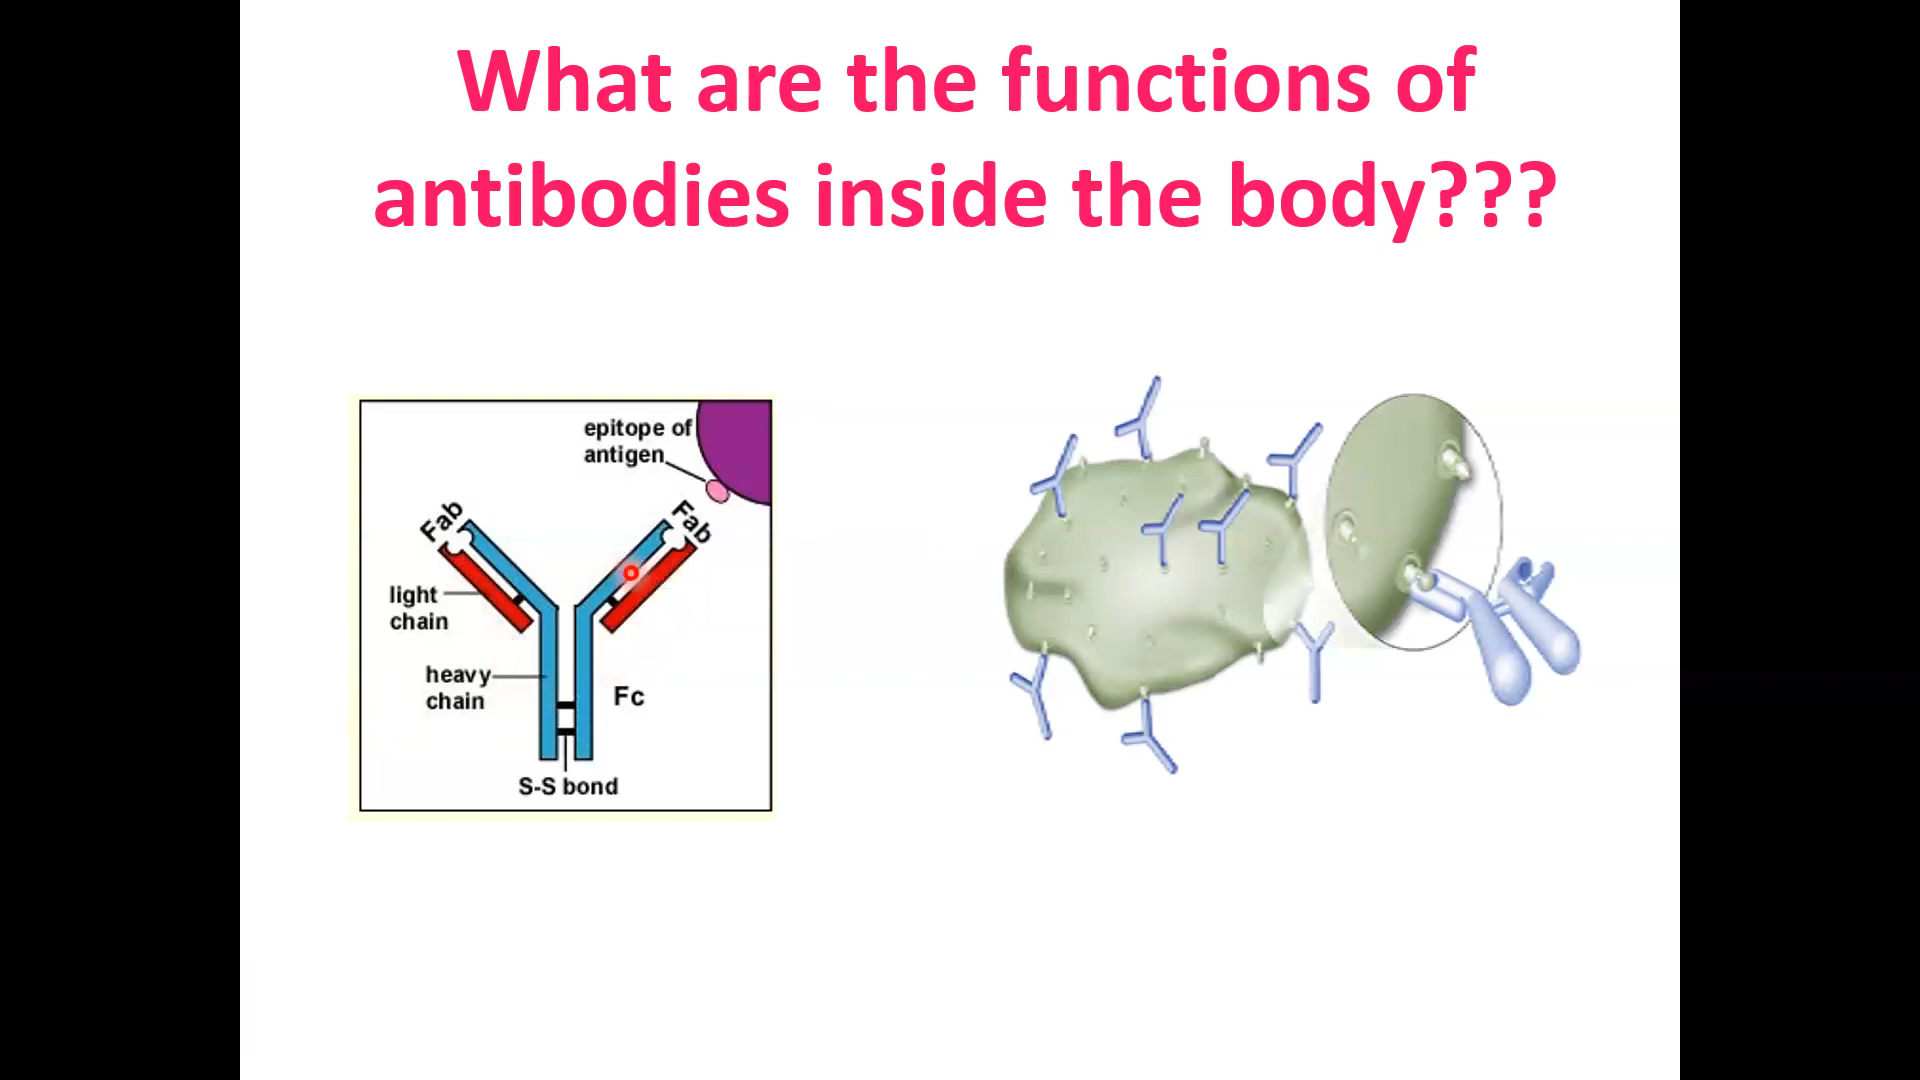 What are the functions of
antibodies inside the body???
epitope of
antigen
Fab
Fab
light
chain
heavy
chain
Fc
S-S bond